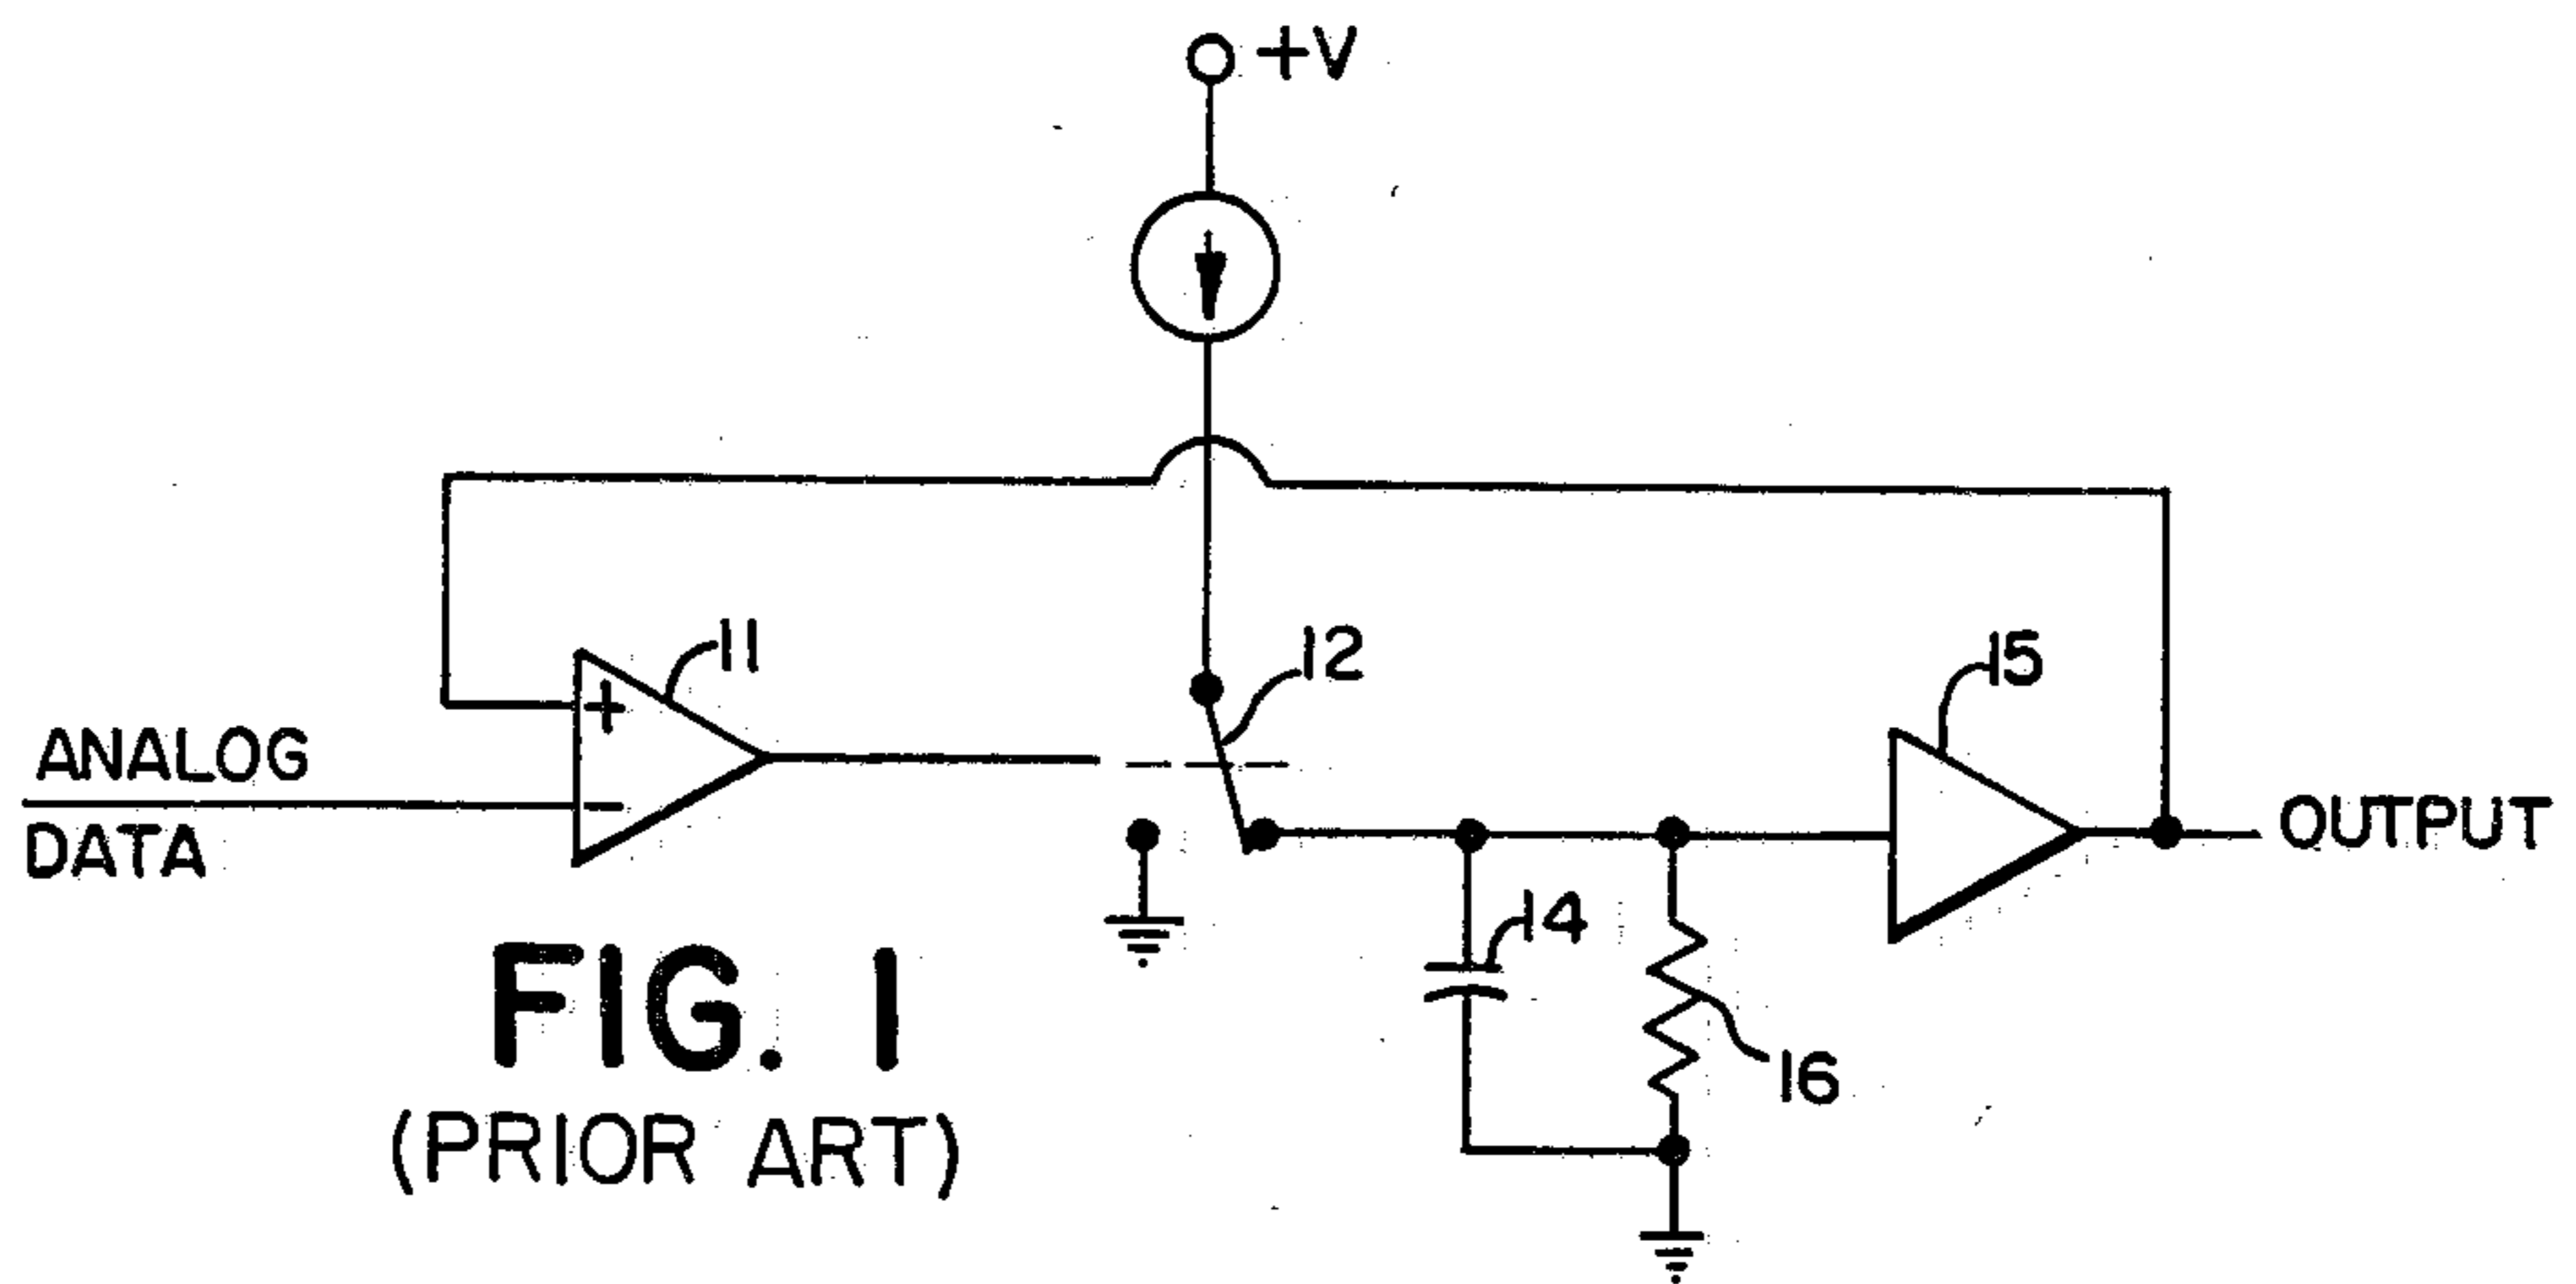 +V
11
12
15
+
ANALOG
-
DATA
OUTPUT
14
16
FIG. 1
(PRIOR ART)